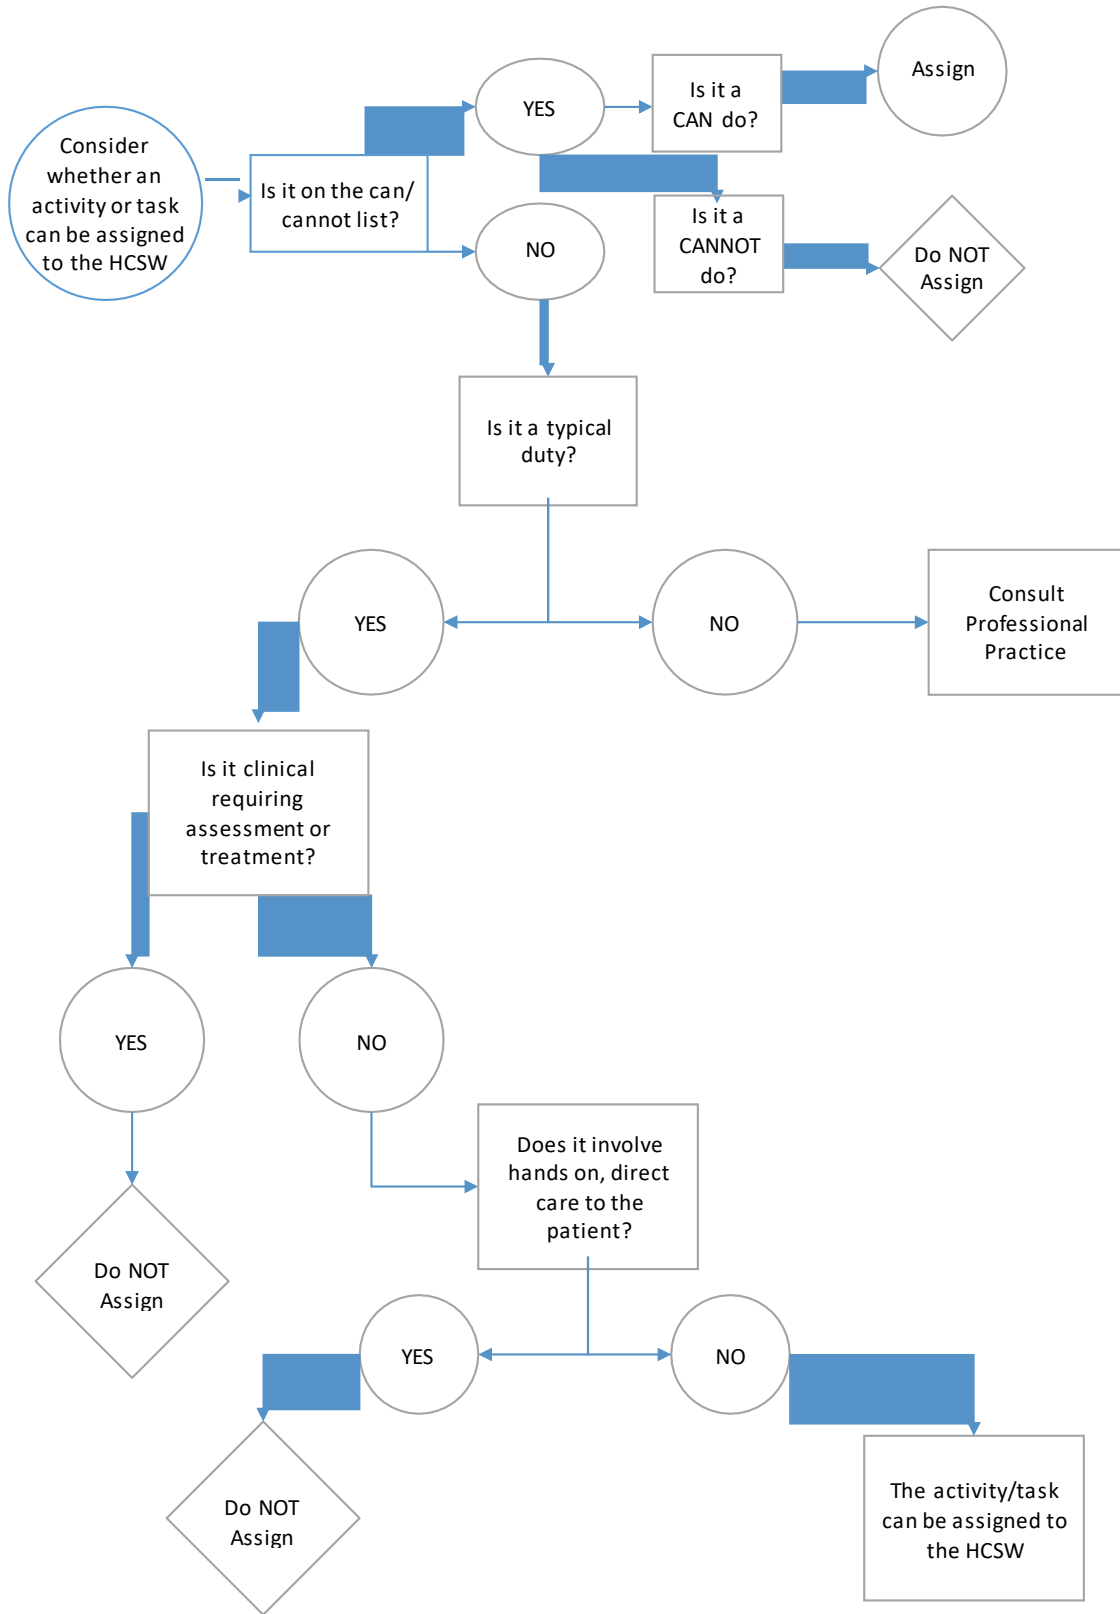 Consider
whether an
activity or task
can be assigned
to the HCSW
Is it on the can/
cannot list?
YES
Is it a
CAN do?
Assign
NO
Is it a
CANNOT
do?
Do NOT
Assign
Is it a typical
duty?
YES
NO
Consult
Professional
Practice
Is it clinical
requiring
assessment or
treatment?
YES
NO
Do NOT
Assign
Does it involve
hands on, direct
care to the
patient?
YES
NO
Do NOT
Assign
The activity/task
can be assigned to
the HCSW